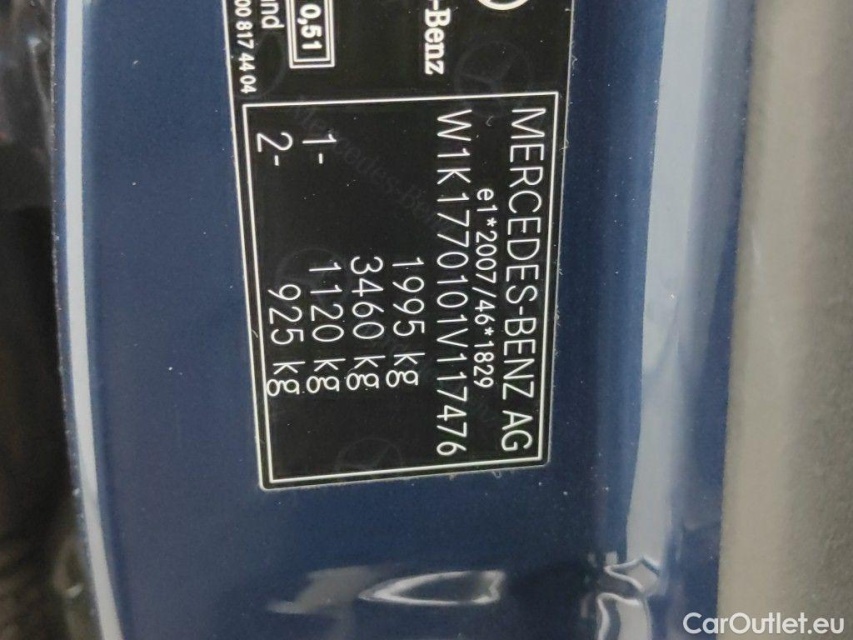 -Benz
0,51
und
00 817 44 04
MERCEDES-BENZ AG
e1*2007/46*1829
W1K1770101V117476
1995 kg
3460 kg
1- 1120 kg
2- 925 kg
CarOutlet.eu